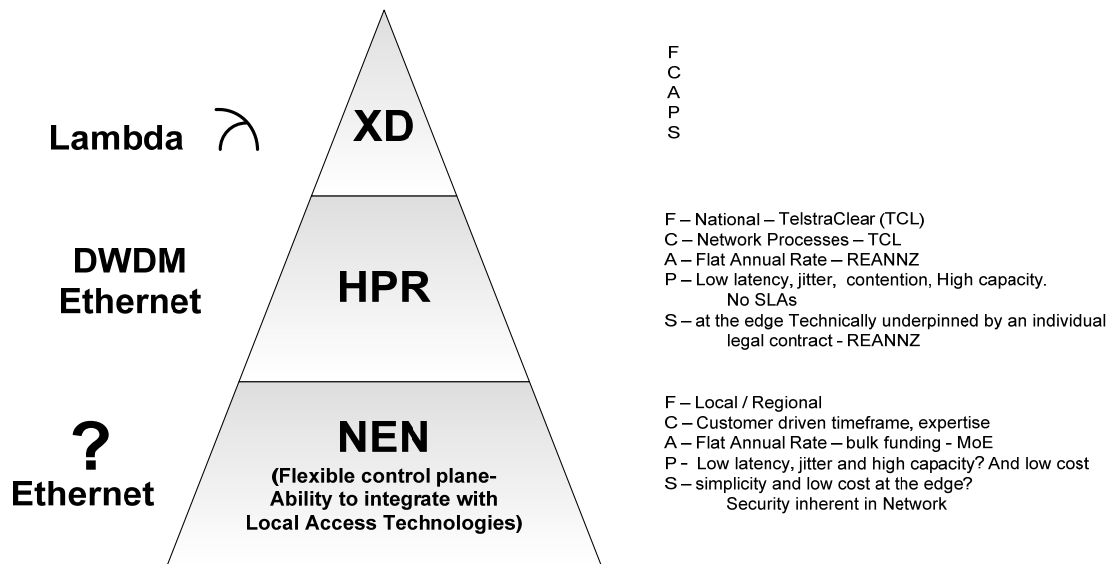 Lambda
XD
F
C
A
P
S
DWDM
Ethernet
HPR
F – National – TelstraClear (TCL)
C – Network Processes – TCL
A – Flat Annual Rate – REANNZ
P – Low latency, jitter, contention, High capacity.
No SLAs
S – at the edge Technically underpinned by an individual
legal contract - REANNZ
?
Ethernet
NEN
(Flexible control plane-
Ability to integrate with
Local Access Technologies)
F – Local / Regional
C – Customer driven timeframe, expertise
A – Flat Annual Rate – bulk funding - MoE
P - Low latency, jitter and high capacity? And low cost
S – simplicity and low cost at the edge?
Security inherent in Network